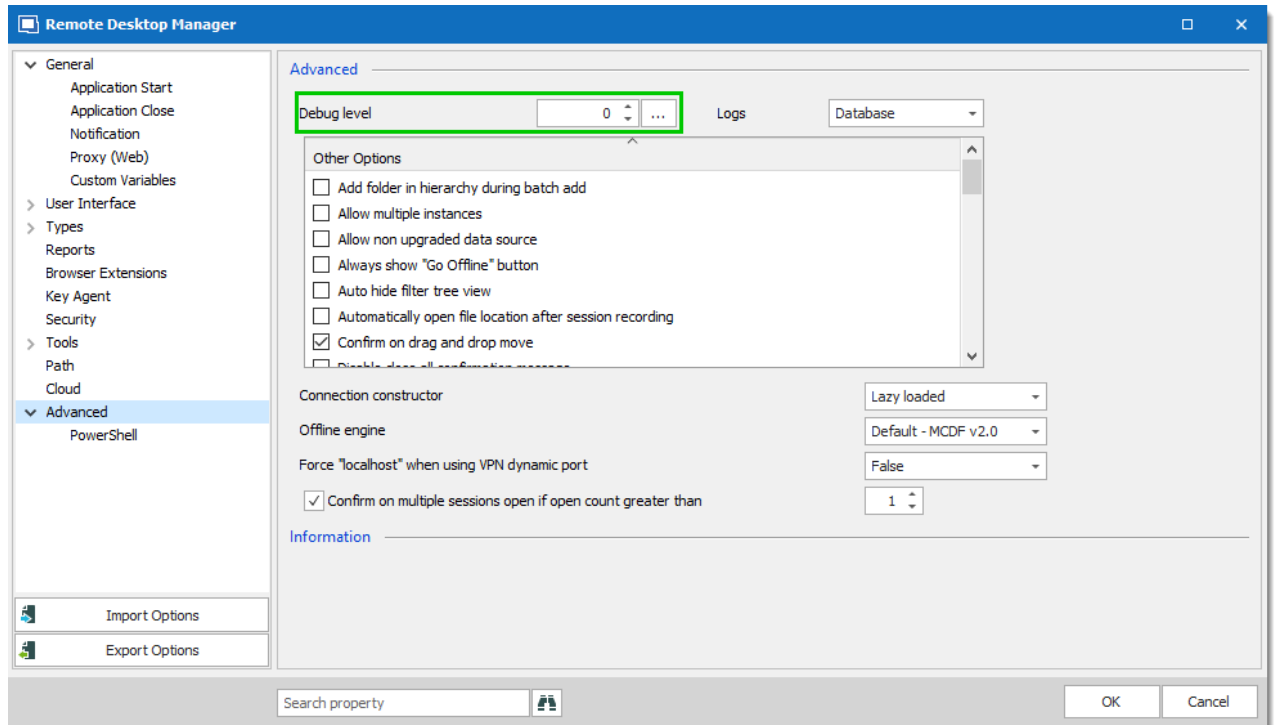 Remote Desktop Manager
General
Application Start
Application Close
Notification
Proxy (Web)
Custom Variables
User Interface
Types
Reports
Browser Extensions
Key Agent
Security
Tools
Path
Cloud
Advanced
PowerShell
Import Options
Export Options
Advanced
Debug level 0 ... Logs Database
Other Options
Add folder in hierarchy during batch add
Allow multiple instances
Allow non upgraded data source
Always show "Go Offline" button
Auto hide filter tree view
Automatically open file location after session recording
Confirm on drag and drop move
Disable close all confirmation message
Connection constructor Lazy loaded
Offline engine Default - MCDF v2.0
Force "localhost" when using VPN dynamic port False
Confirm on multiple sessions open if open count greater than 1
Information
Search property
OK Cancel